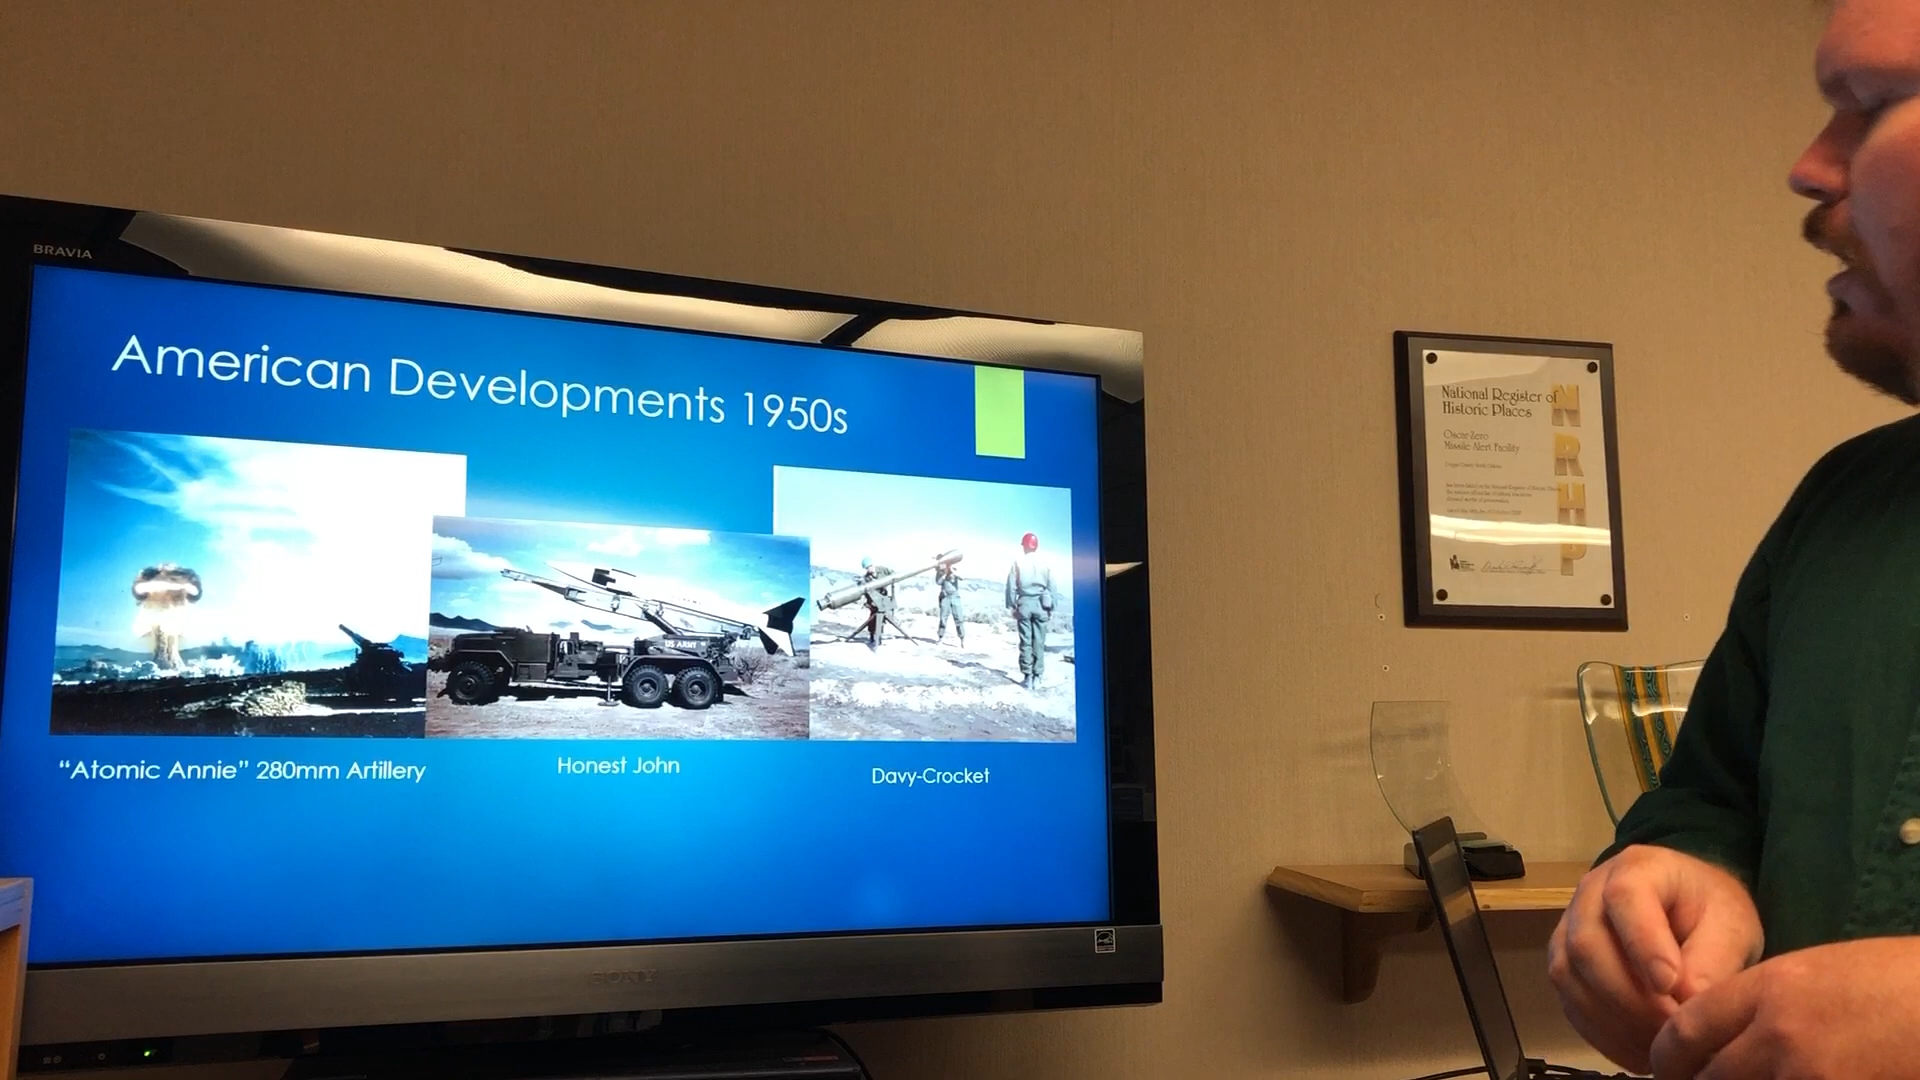 BRAVIA
American Developments 1950s
US ARMY
“Atomic Annie” 280mm Artillery
Honest John
Davy-Crocket
SONY
National Register of
Historic Places
Oscar-Zero
Missile Alert Facility
N
R
H
P